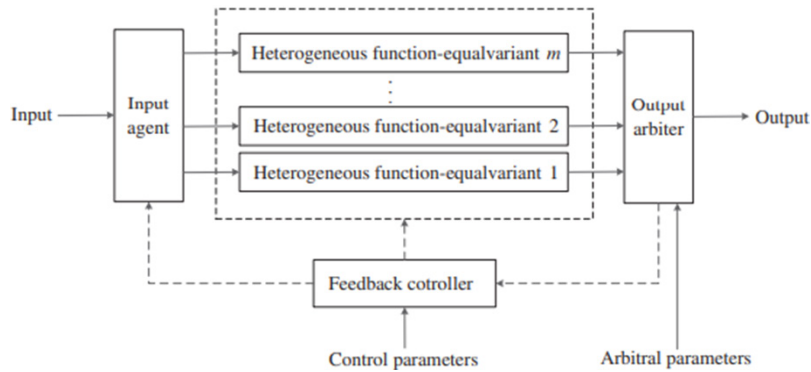 Heterogeneous function-equalvariant m
⋮
Input
Input
agent
Heterogeneous function-equalvariant 2
Output
arbiter
Output
Heterogeneous function-equalvariant 1
Feedback cotroller
Control parameters
Arbitral parameters